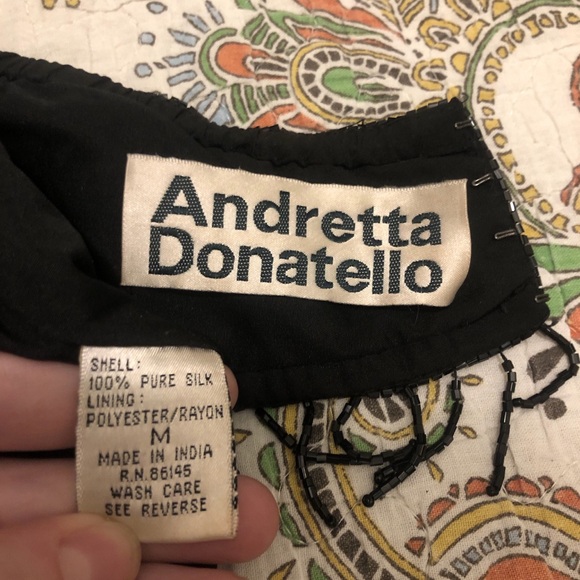 Andretta
Donatello
SHELL:
100% PURE SILK
LINING:
POLYESTER/RAYON
M
MADE IN INDIA
R.N. 86145
WASH CARE
SEE REVERSE